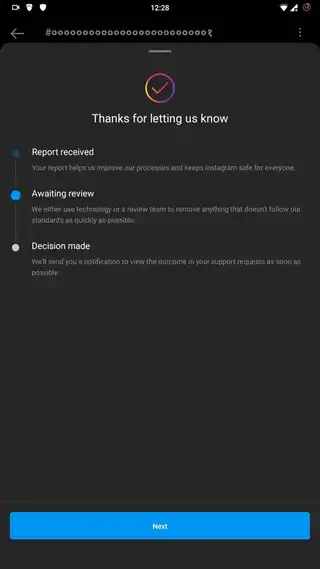 12:28
Thanks for letting us know
Report received
Your report helps us improve our processes and keeps Instagram safe for everyone.
Awaiting review
We either use technology or a review team to remove anything that doesn't follow our
standards as quickly as possible.
Decision made
We'll send you a notification to view the outcome in your support requests as soon as
possible.
Next